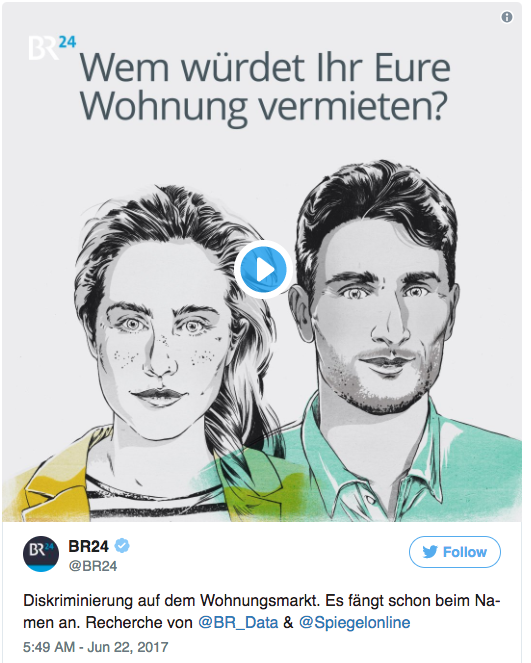 BR24
Wem würdet Ihr Eure
Wohnung vermieten?
BR24
BR24
@BR24
Follow
Diskriminierung auf dem Wohnungsmarkt. Es fängt schon beim Na-
men an. Recherche von @BR_Data & @Spiegelonline
5:49 AM - Jun 22, 2017